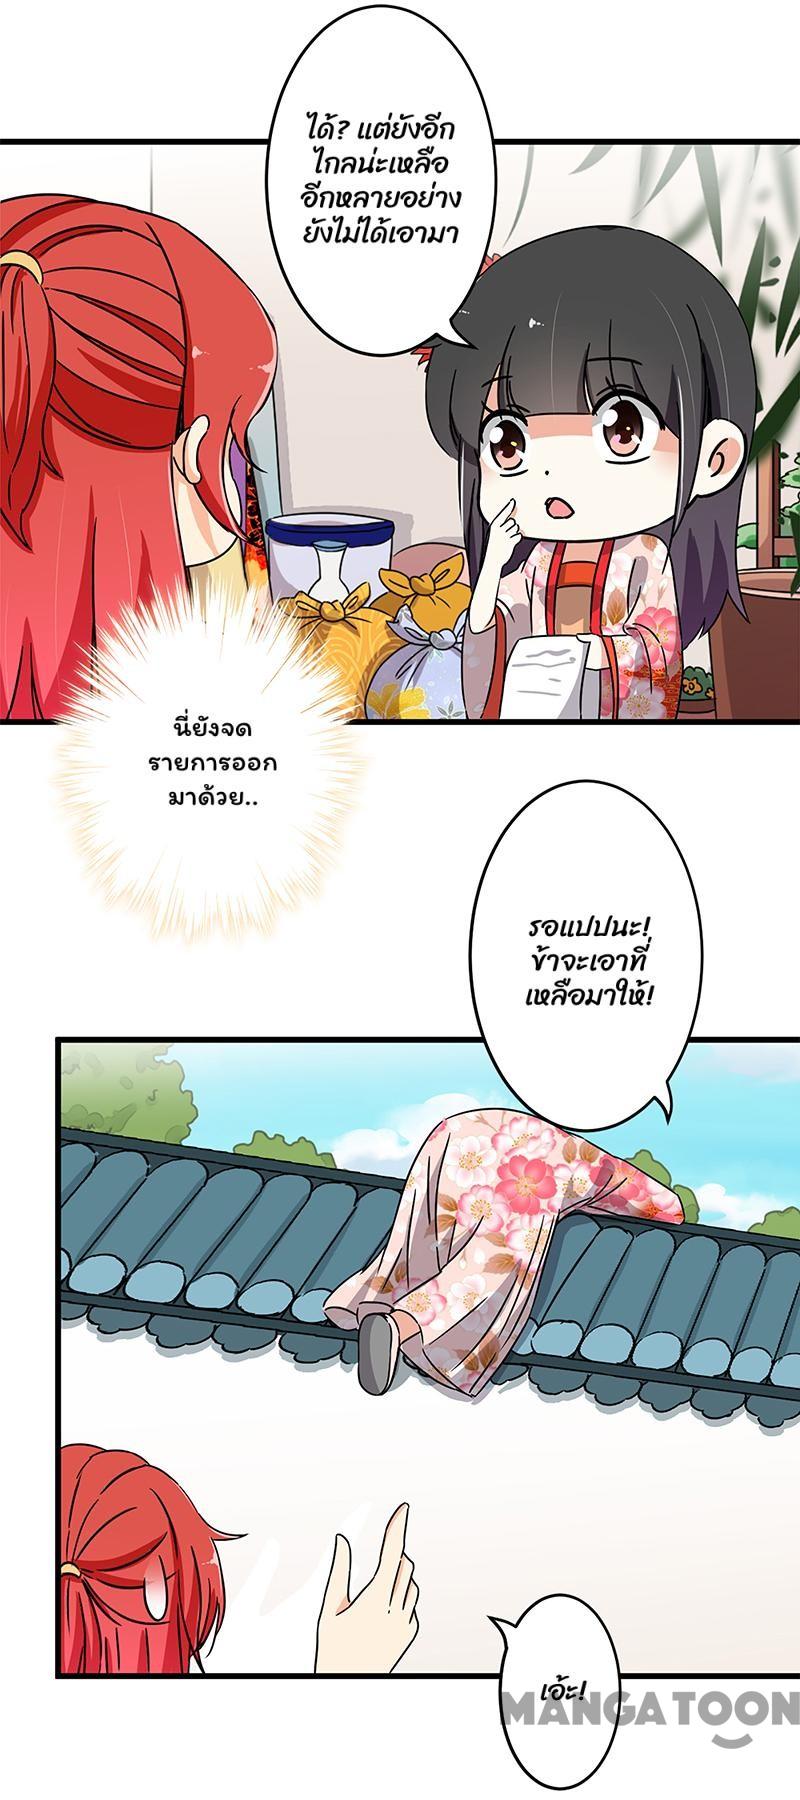 ได้? แต่ยังอีก
ไกลน่ะเหลือ
อีกหลายอย่าง
ยังไม่ได้เอามา
นี่ยังจด
รายการออก
มาด้วย..
รอแปปนะ!
ข้าจะเอาที่
เหลือมาให้!
เอ้ะ!
MANGATOON